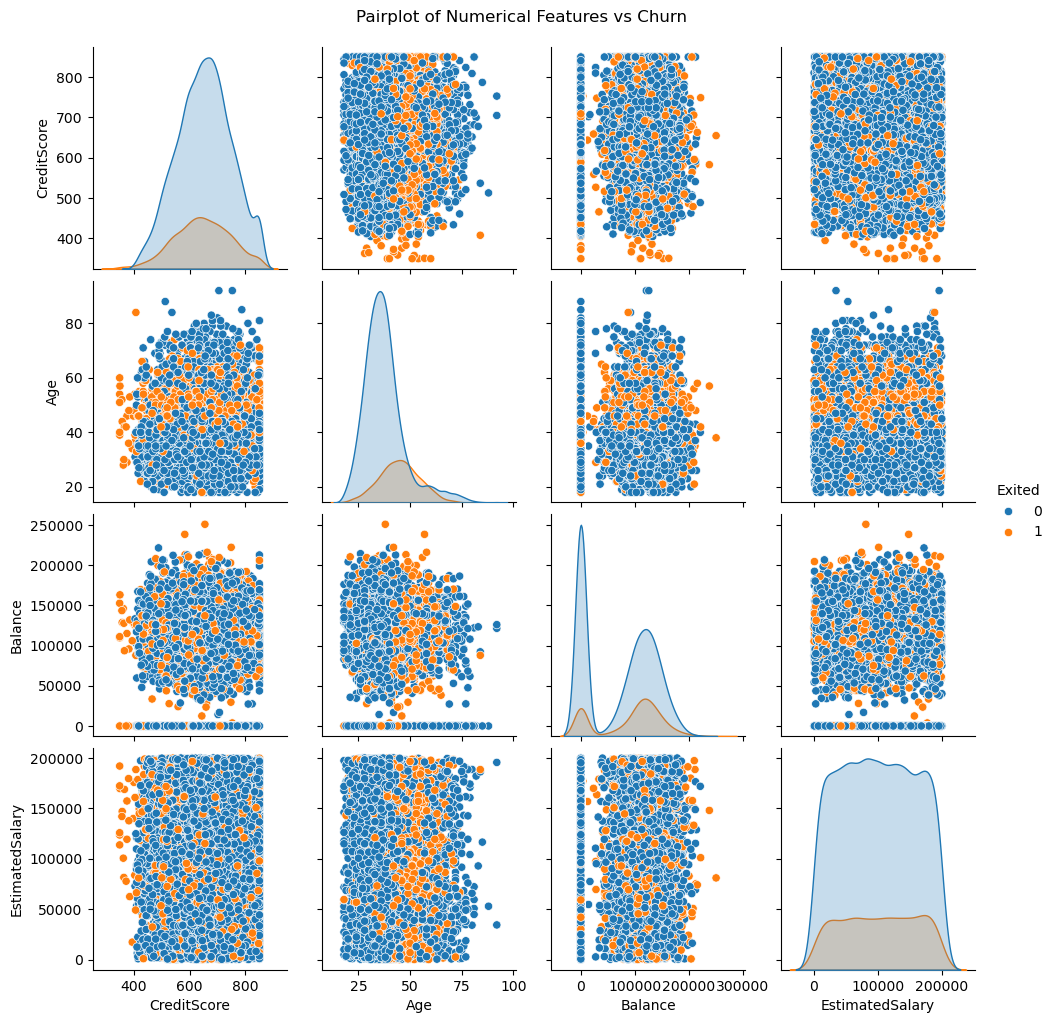 Pairplot of Numerical Features vs Churn
CreditScore
800
700
600
500
400
Age
80
60
40
20
Exited
0
1
Balance
250000
200000
150000
100000
50000
0
EstimatedSalary
200000
150000
100000
50000
0
400 600 800
25 50 75 100
0 100000 200000 300000
0 100000 200000
CreditScore Age Balance EstimatedSalary